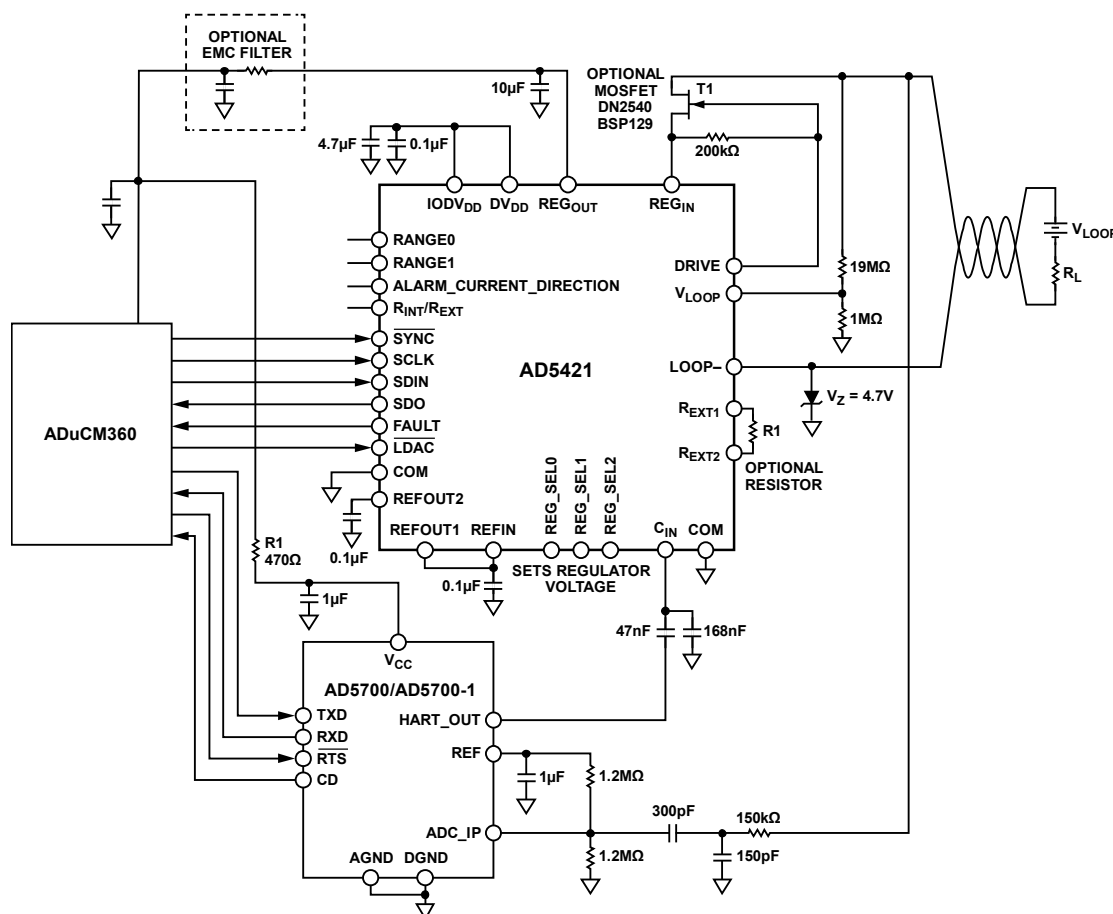 OPTIONAL
EMC FILTER
10µF
OPTIONAL
MOSFET
DN2540
BSP129
T1
200kΩ
4.7µF
0.1µF
IODVDD
DVDD
REGOUT
REGIN
RANGE0
RANGE1
ALARM_CURRENT_DIRECTION
RINT/REXT
SYNC
SCLK
SDIN
SDO
FAULT
LDAC
COM
REFOUT2
0.1µF
REFOUT1
REFIN
0.1µF
REG_SEL0
REG_SEL1
REG_SEL2
SETS REGULATOR
VOLTAGE
CIN
COM
AD5421
DRIVE
VLOOP
LOOP–
REXT1
REXT2
R1
OPTIONAL
RESISTOR
19MΩ
1MΩ
VZ = 4.7V
VLOOP
RL
ADuCM360
R1
470Ω
1µF
47nF
168nF
VCC
AD5700/AD5700-1
TXD
RXD
RTS
CD
HART_OUT
REF
ADC_IP
AGND
DGND
1µF
1.2MΩ
1.2MΩ
300pF
150kΩ
150pF